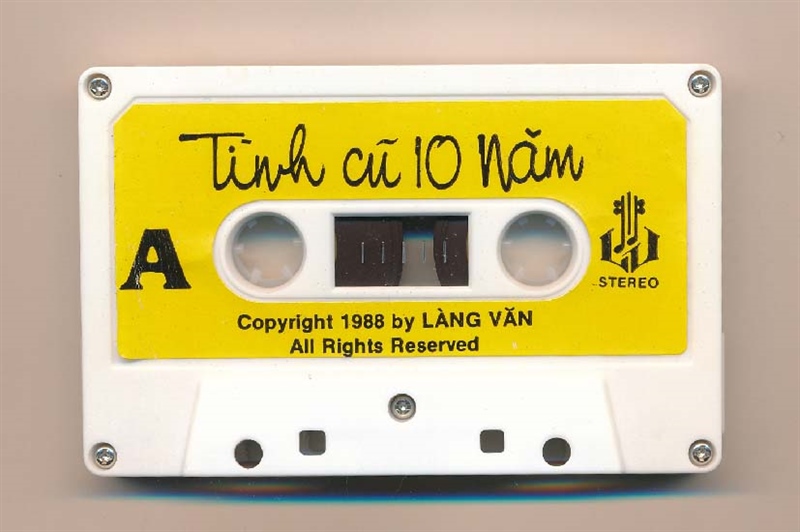 Tình cũ 10 năm
A
STEREO
Copyright 1988 by LÀNG VĂN
All Rights Reserved